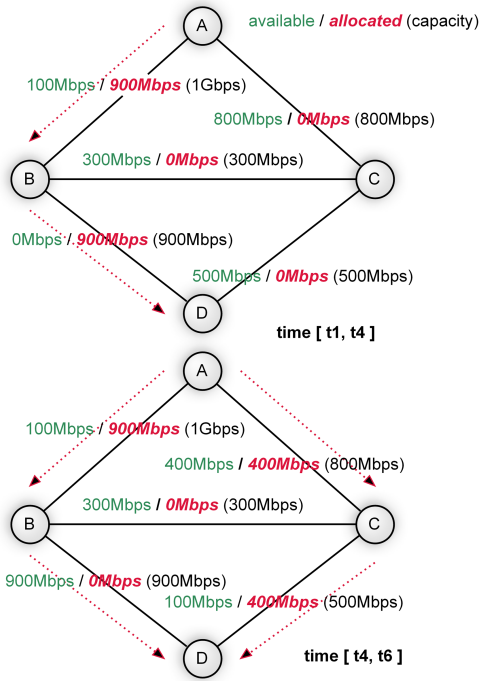 A
available / allocated (capacity)
100Mbps / 900Mbps (1Gbps)
800Mbps / 0Mbps (800Mbps)
300Mbps / 0Mbps (300Mbps)
B
C
0Mbps / 900Mbps (900Mbps)
500Mbps / 0Mbps (500Mbps)
D
time [ t1, t4 ]
A
100Mbps / 900Mbps (1Gbps)
400Mbps / 400Mbps (800Mbps)
300Mbps / 0Mbps (300Mbps)
B
C
900Mbps / 0Mbps (900Mbps)
100Mbps / 400Mbps (500Mbps)
D
time [ t4, t6 ]